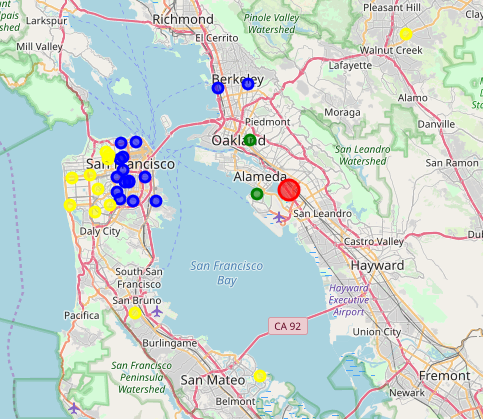 Larkspur
Richmond
Pinole Valley
Watershed
Pleasant Hill
El Cerrito
Mill Valley
Walnut Creek
Lafayette
Berkeley
Alamo
Moraga
Piedmont
Danville
Oakland
San Leandro
Watershed
San Francisco
San Ramon
Alameda
San Leandro
Daly City
Castro Valley
Dub
San Francisco
Bay
Hayward
South San
Francisco
Hayward
Executive
Airport
San Bruno
Pacifica
CA 92
Union City
Burlingame
San Francisco
Peninsula
Watershed
San Mateo
Fremont
Newark
Belmont